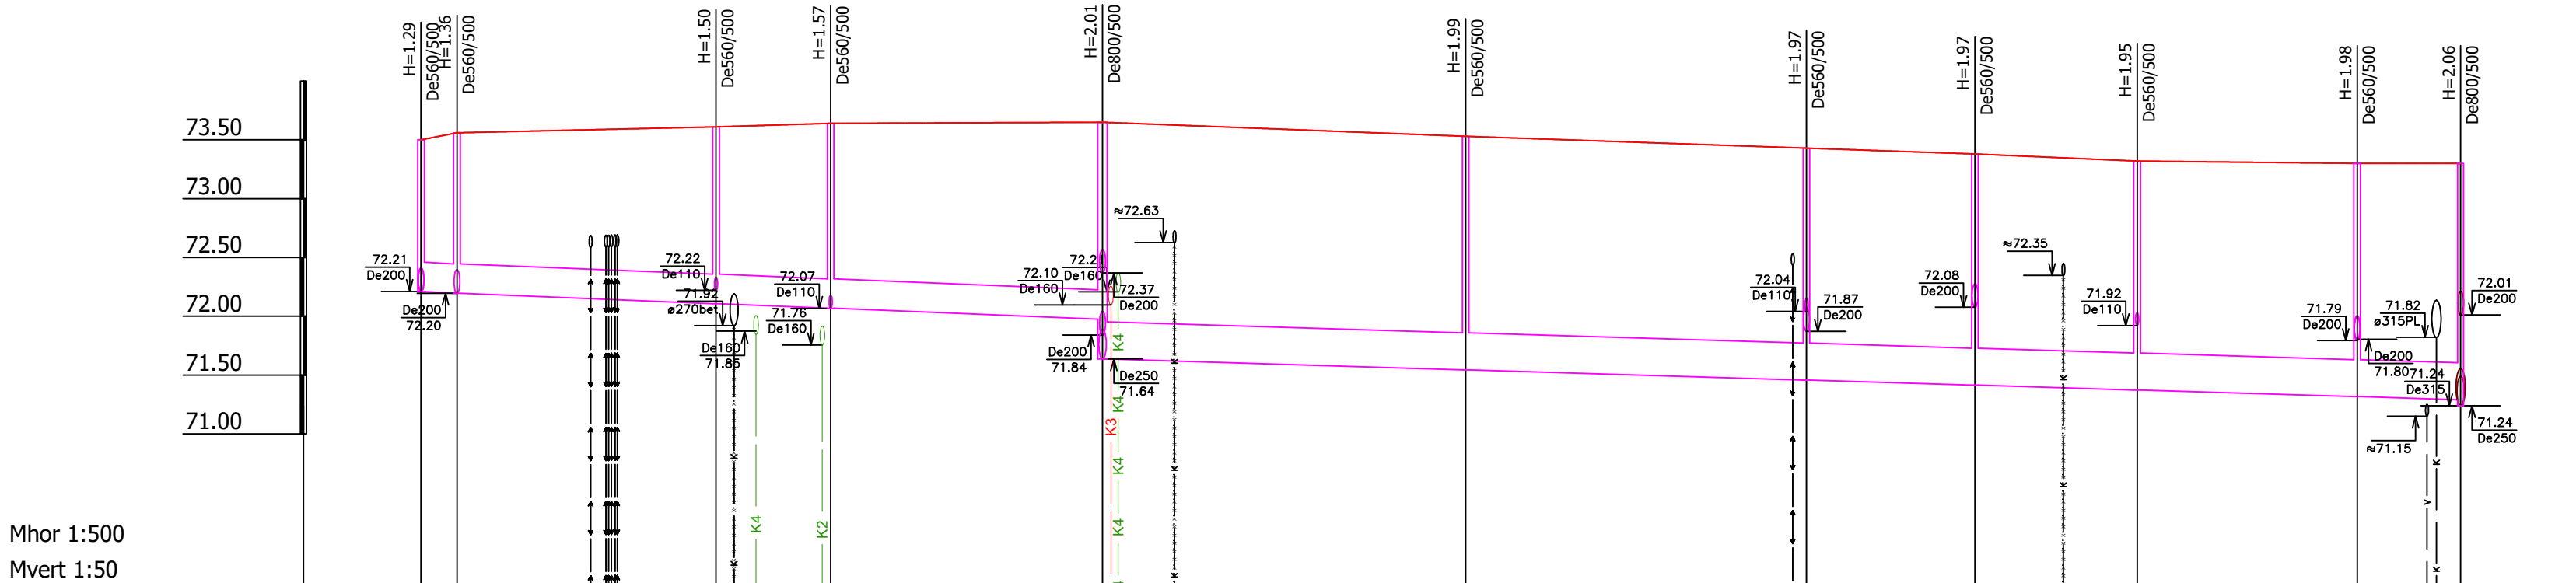 H=1.29
De560/500
H=1.36
De560/500
H=1.50
De560/500
H=1.57
De560/500
H=2.01
De800/500
H=1.99
De560/500
H=1.97
De560/500
H=1.97
De560/500
H=1.95
De560/500
H=1.98
De560/500
H=2.06
De800/500
73.50
73.00
72.50
72.00
71.50
71.00
72.21
De200
De200
72.20
72.22
De110
71.92
ø270bet
De160
71.85
72.07
De110
71.76
De160
≈72.63
72.21
De160
72.10
De160
72.37
De200
De200
71.84
De250
71.64
72.04
De110
71.87
De200
72.08
De200
≈72.35
71.92
De110
71.79
De200
De200
71.80
71.82
ø315PL
71.24
De315
72.01
De200
71.24
De250
≈71.15
K4
K2
K3
K4
K4
K4
K4
K
K
K
K
K
K
K
V
K
K
Mhor 1:500
Mvert 1:50